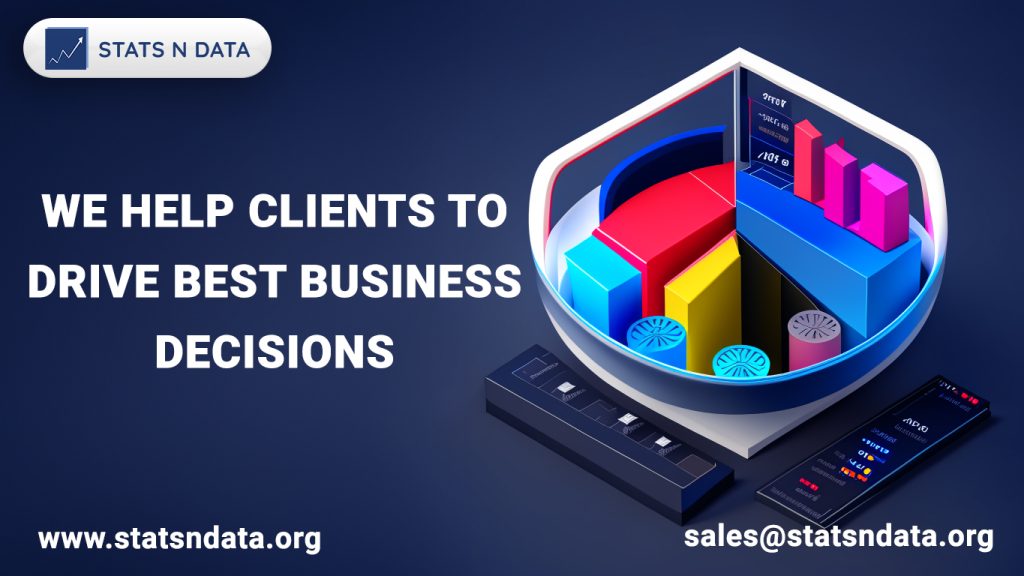 STATS N DATA
WE HELP CLIENTS TO
DRIVE BEST BUSINESS
DECISIONS
www.statsndata.org
sales@statsndata.org